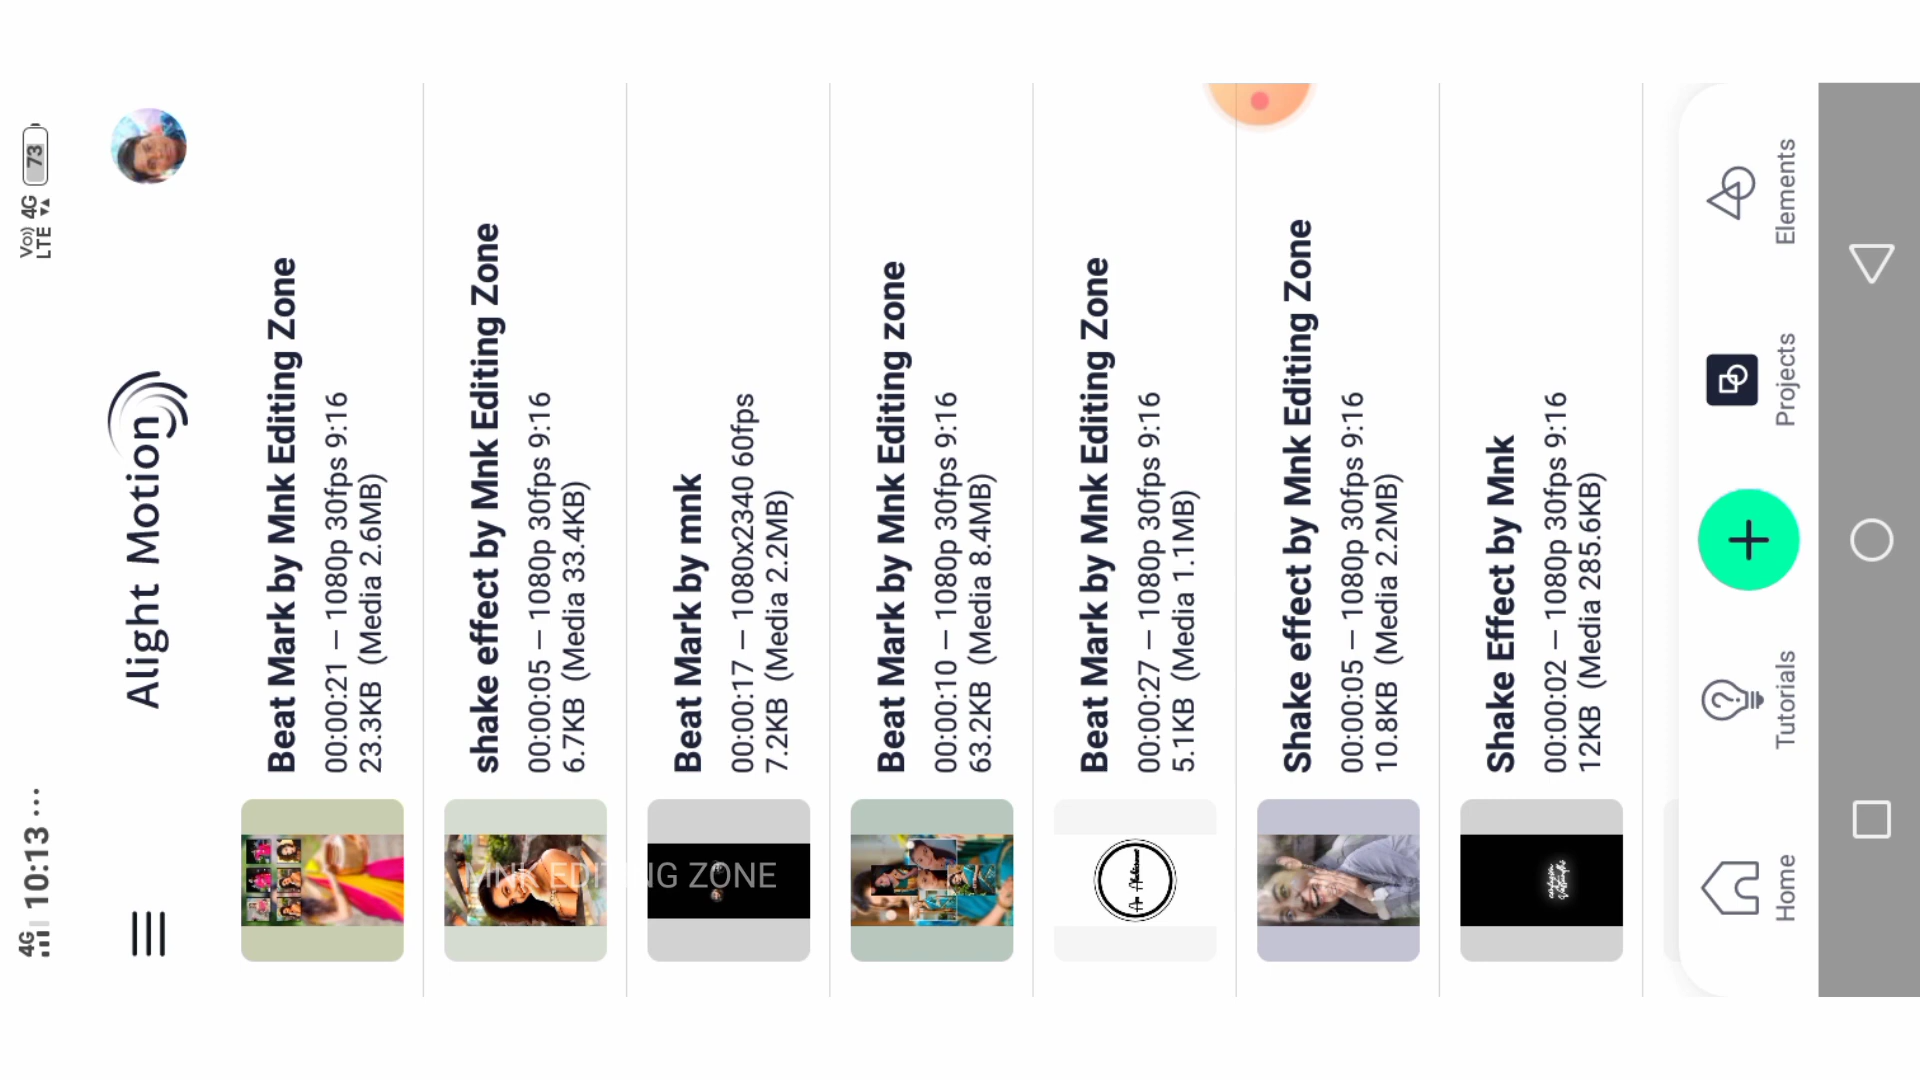 4G 10:13 ... Vo)) LTE 4G 73
Alight Motion
Beat Mark by Mnk Editing Zone
00:00:21 — 1080p 30fps 9:16
23.3KB (Media 2.6MB)
shake effect by Mnk Editing Zone
00:00:05 — 1080p 30fps 9:16
6.7KB (Media 33.4KB)
MNK EDITING ZONE
Beat Mark by mnk
00:00:17 — 1080x2340 60fps
7.2KB (Media 2.2MB)
Beat Mark by Mnk Editing zone
00:00:10 — 1080p 30fps 9:16
63.2KB (Media 8.4MB)
Beat Mark by Mnk Editing Zone
00:00:27 — 1080p 30fps 9:16
5.1KB (Media 1.1MB)
Shake effect by Mnk Editing Zone
00:00:05 — 1080p 30fps 9:16
10.8KB (Media 2.2MB)
Shake Effect by Mnk
00:00:02 — 1080p 30fps 9:16
12KB (Media 285.6KB)
Home Tutorials Projects Elements